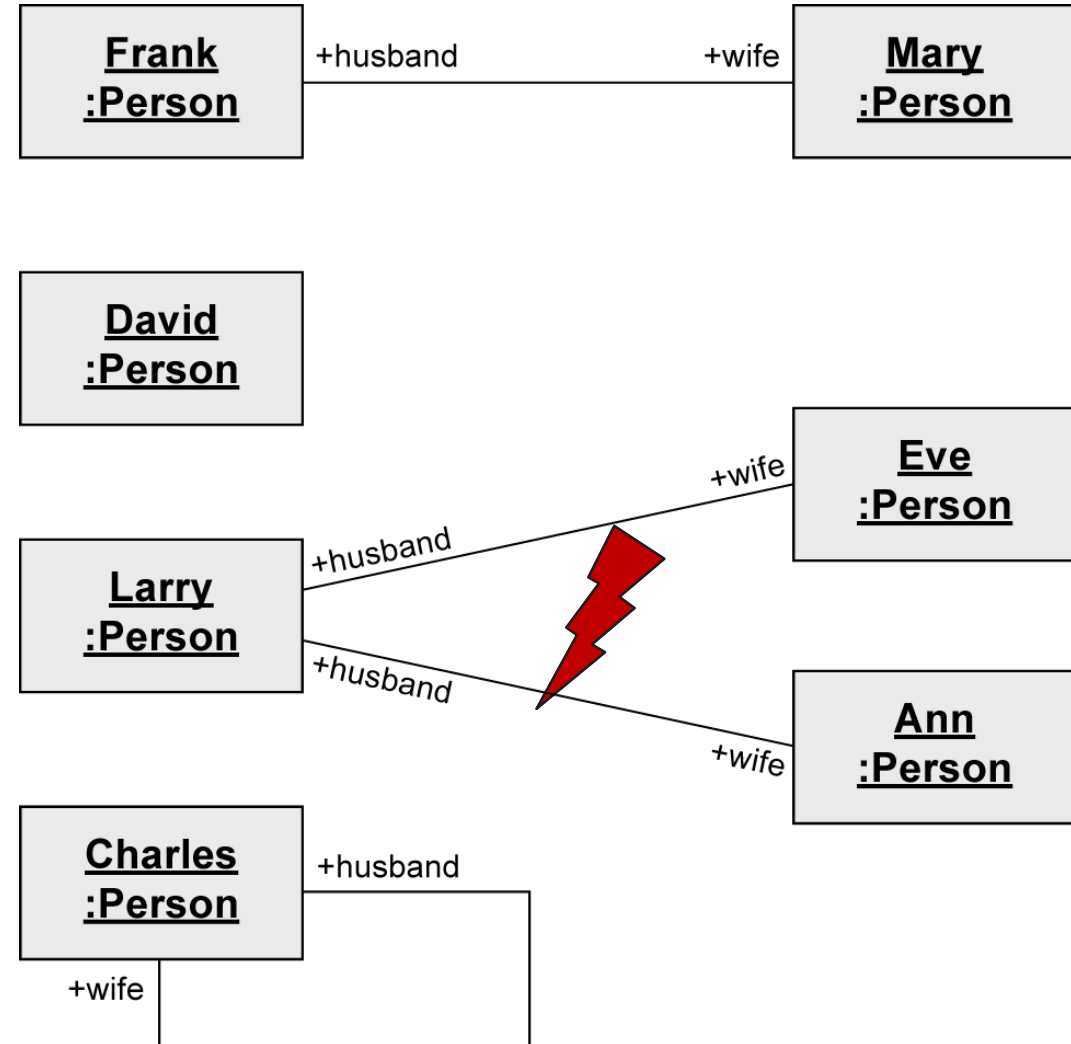 Frank
:Person
+husband
+wife
Mary
:Person
David
:Person
Eve
:Person
+wife
+husband
Larry
:Person
+husband
+wife
Ann
:Person
Charles
:Person
+husband
+wife